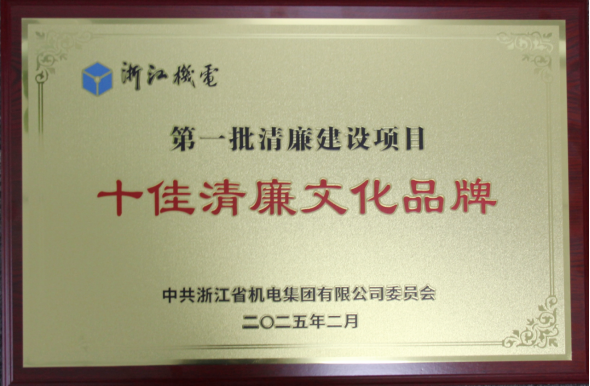 浙江機電
第一批清廉建设项目
十佳清廉文化品牌
中共浙江省机电集团有限公司委员会
二〇二五年二月